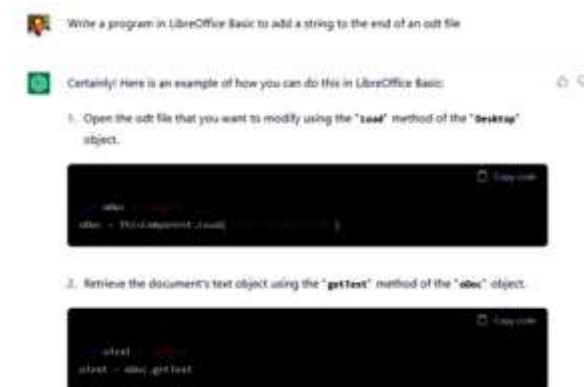 Write a program in LibreOffice Basic to add a string to the end of an odt file
Certainly! Here is an example of how you can do this in LibreOffice Basic:
1. Open the odt file that you want to modify using the "Load" method of the "Desktop"
object.
Copy code
oDoc
oDoc = ThisComponent.Load(
2. Retrieve the document's text object using the "getText" method of the "oDoc" object.
Copy code
oText
oText = oDoc.getText